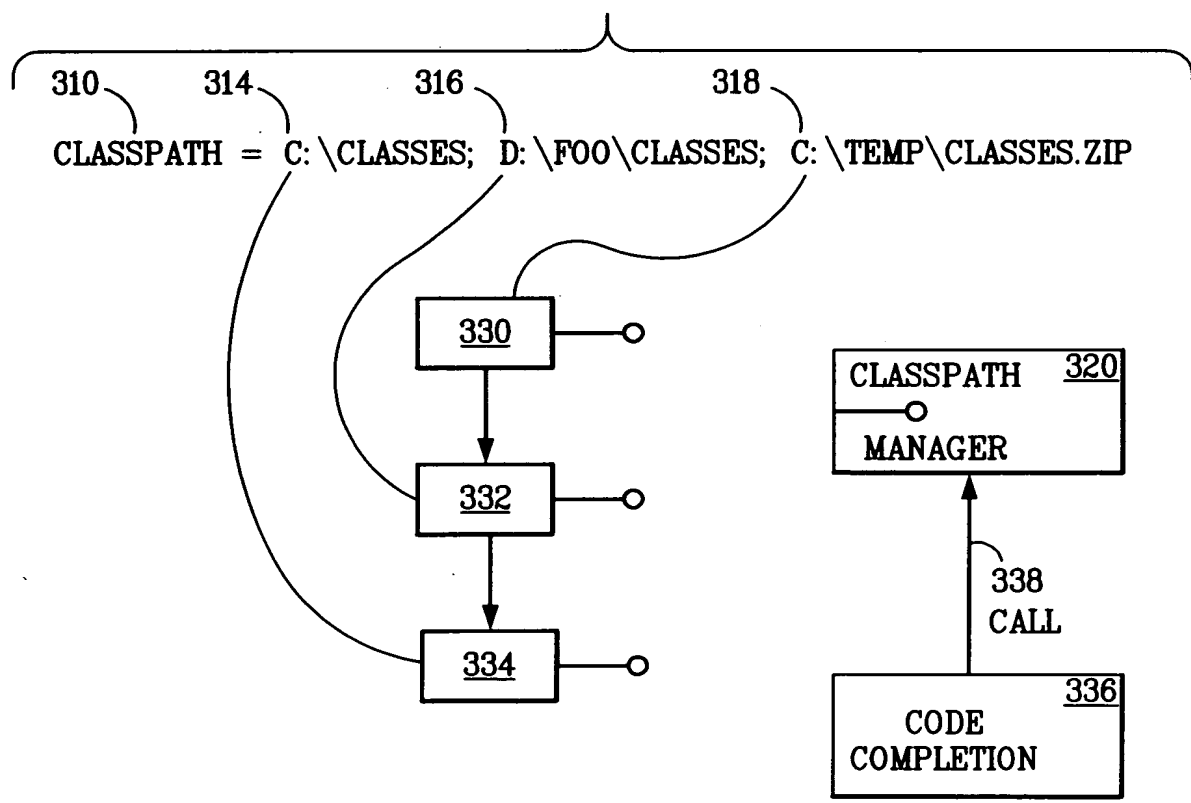 310 314 316 318
CLASSPATH = C:\CLASSES; D:\FOO\CLASSES; C:\TEMP\CLASSES.ZIP
330
320
CLASSPATH
MANAGER
332
338
CALL
334
336
CODE
COMPLETION